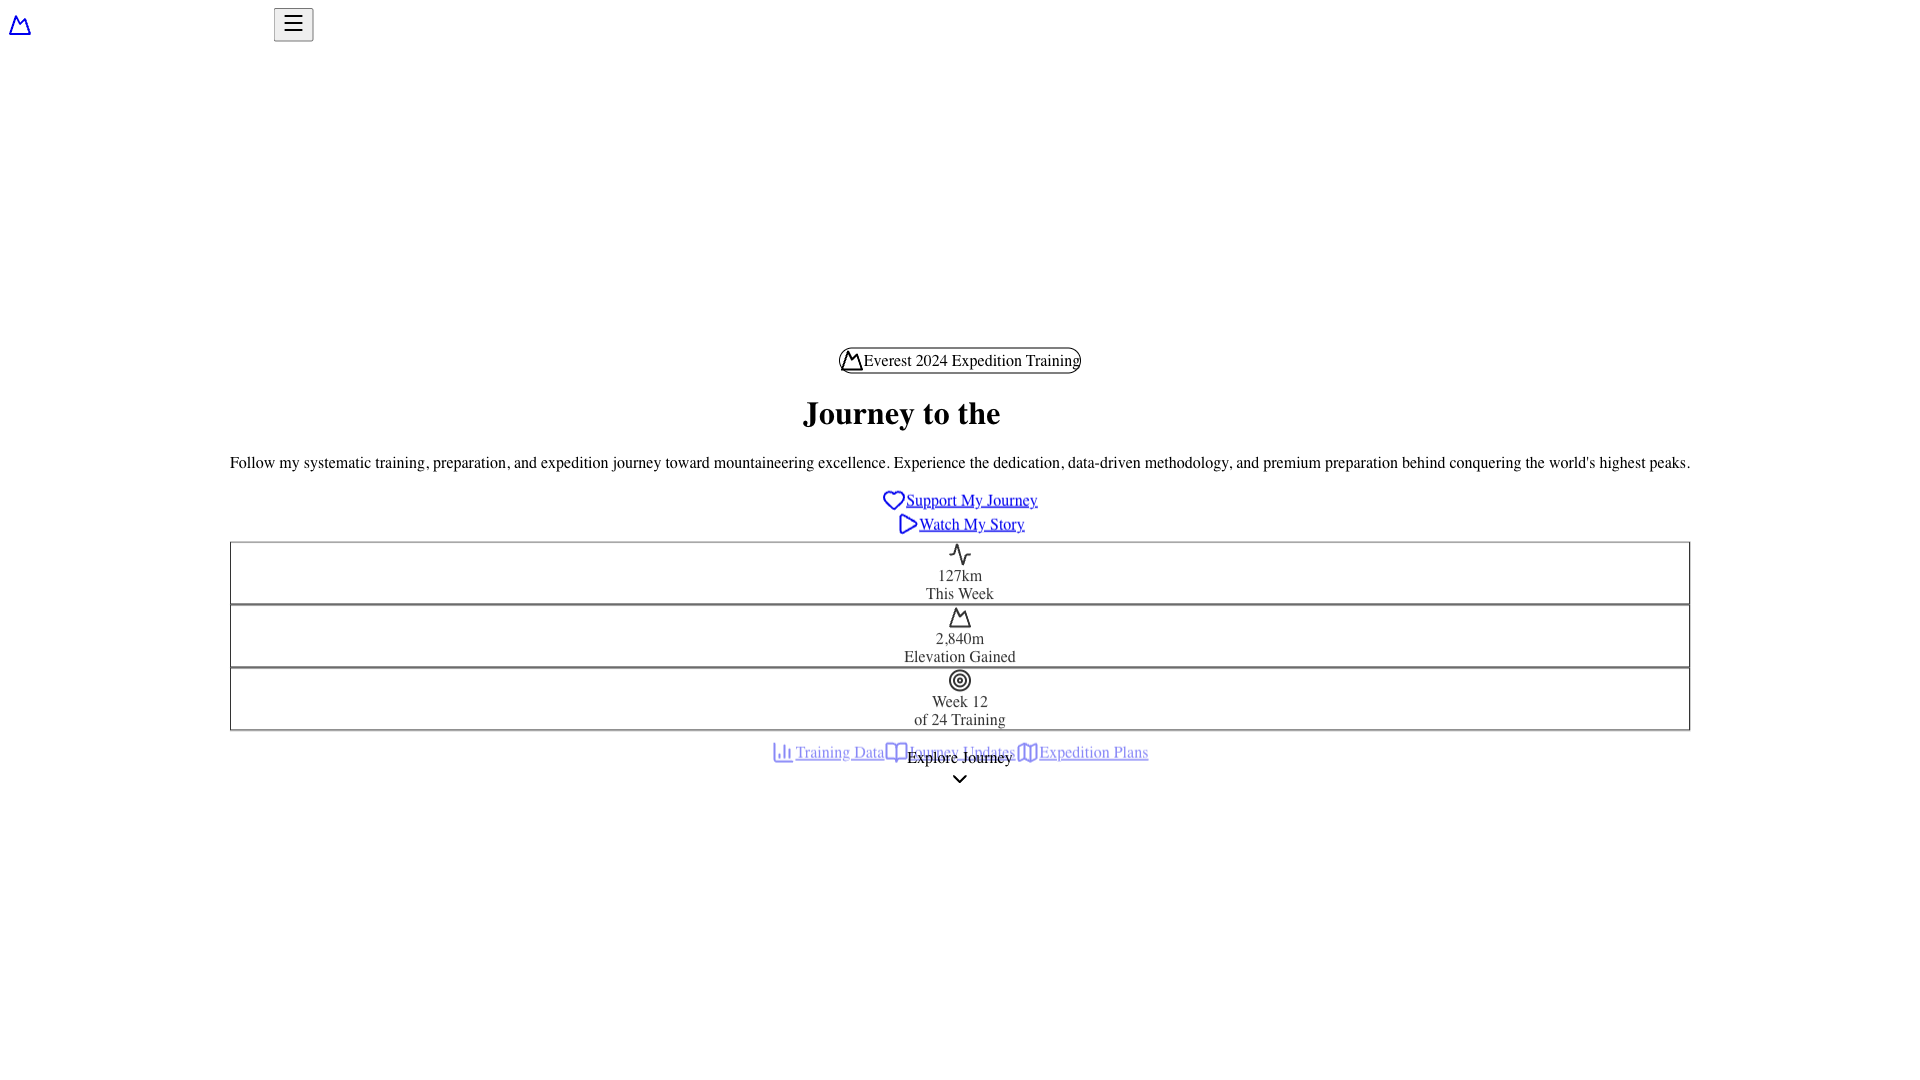 Everest 2024 Expedition Training
Journey to the
Follow my systematic training, preparation, and expedition journey toward mountaineering excellence. Experience the dedication, data-driven methodology, and premium preparation behind conquering the world's highest peaks.
Support My Journey
Watch My Story
127km
This Week
2,840m
Elevation Gained
Week 12
of 24 Training
Training Data Journey Updates Expedition Plans
Explore Journey